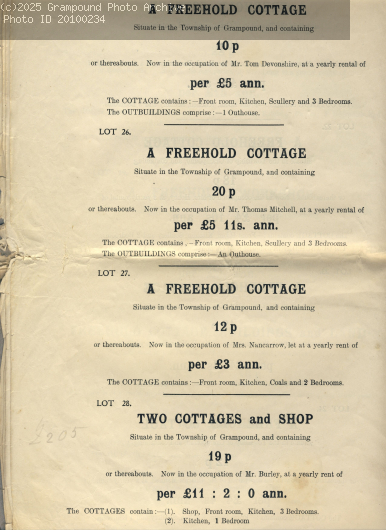 (c)2025 Grampound Photo Archive
Photo ID 20100234
A FREEHOLD COTTAGE
Situate in the Township of Grampound, and containing
10 p
or thereabouts. Now in the occupation of Mr. Tom Devonshire, at a yearly rental of
per £5 ann.
The COTTAGE contains:—Front room, Kitchen, Scullery and 3 Bedrooms.
The OUTBUILDINGS comprise:—1 Outhouse.
LOT 26.
A FREEHOLD COTTAGE
Situate in the Township of Grampound, and containing
20 p
or thereabouts. Now in the occupation of Mr. Thomas Mitchell, at a yearly rental of
per £5 11s. ann.
The COTTAGE contains.—Front room, Kitchen, Scullery and 3 Bedrooms.
The OUTBUILDINGS comprise:—An Outhouse.
LOT 27.
A FREEHOLD COTTAGE
Situate in the Township of Grampound, and containing
12 p
or thereabouts. Now in the occupation of Mrs. Nancarrow, let at a yearly rent of
per £3 ann.
The COTTAGE contains:—Front room, Kitchen, Coals and 2 Bedrooms.
LOT 28.
TWO COTTAGES and SHOP
Situate in the Township of Grampound, and containing
£205
19 p
or thereabouts. Now in the occupation of Mr. Burley, at a yearly rent of
per £11 : 2 : 0 ann.
The COTTAGES contain:—(1). Shop, Front room, Kitchen, 3 Bedrooms.
(2). Kitchen, 1 Bedroom